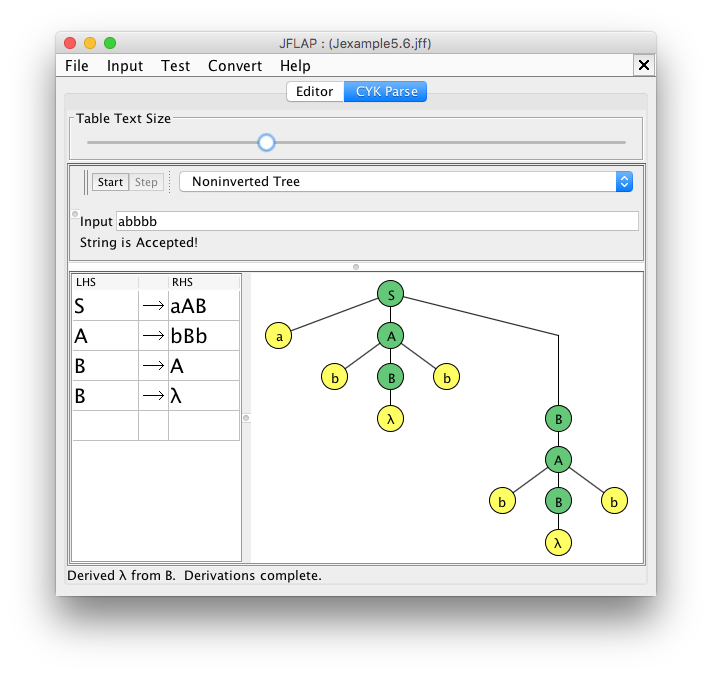 JFLAP : (Jexample5.6.jff)
File Input Test Convert Help
Editor CYK Parse
Table Text Size
Start Step Noninverted Tree
Input abbbb
String is Accepted!
LHS RHS
S → aAB
A → bBb
B → A
B → λ
S
a A
b B b
λ B
A
b B b
λ
Derived λ from B. Derivations complete.